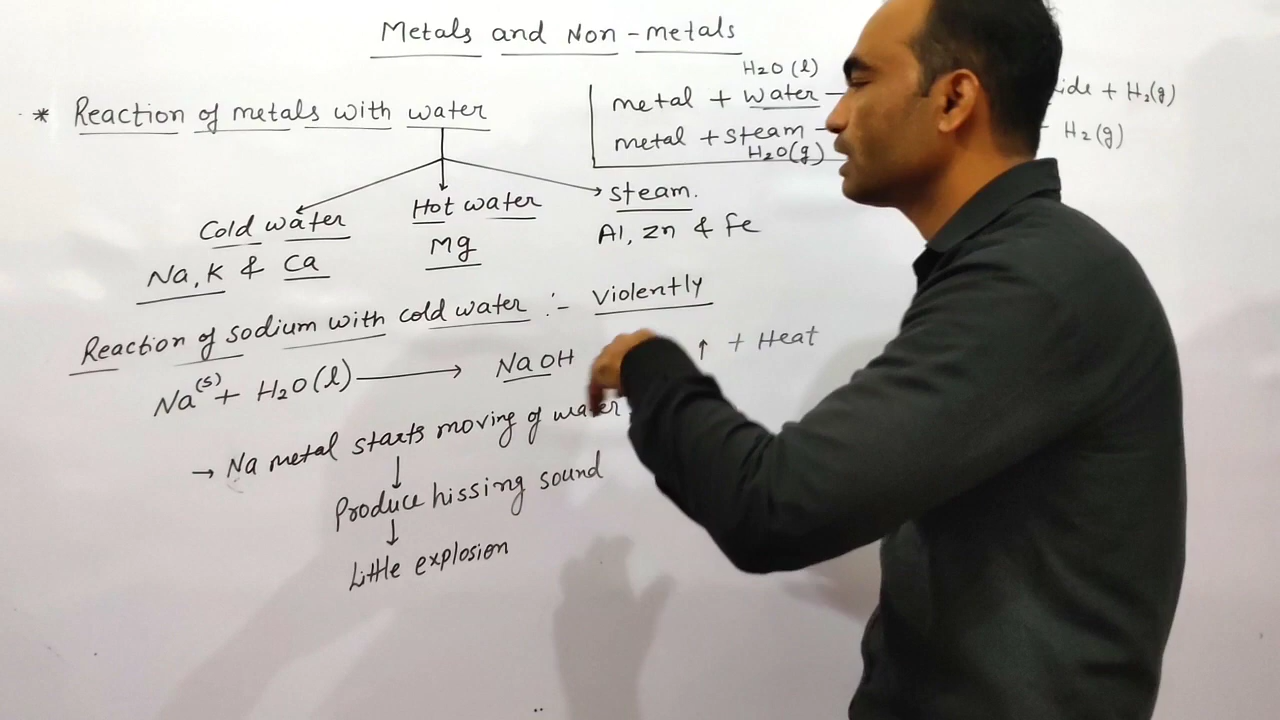 Metals and Non-metals
* Reaction of metals with water
H2O (l)
metal + water — ide + H2(g)
metal + steam — H2(g)
H2O(g)
Cold water
Na, K & Ca
Hot water
Mg
Steam.
Al, Zn & Fe
Reaction of sodium with cold water :- Violently
Na(s) + H2O(l) ⟶ NaOH ↑ + Heat
→ Na metal starts moving of water
↓
Produce hissing sound
↓
Little explosion